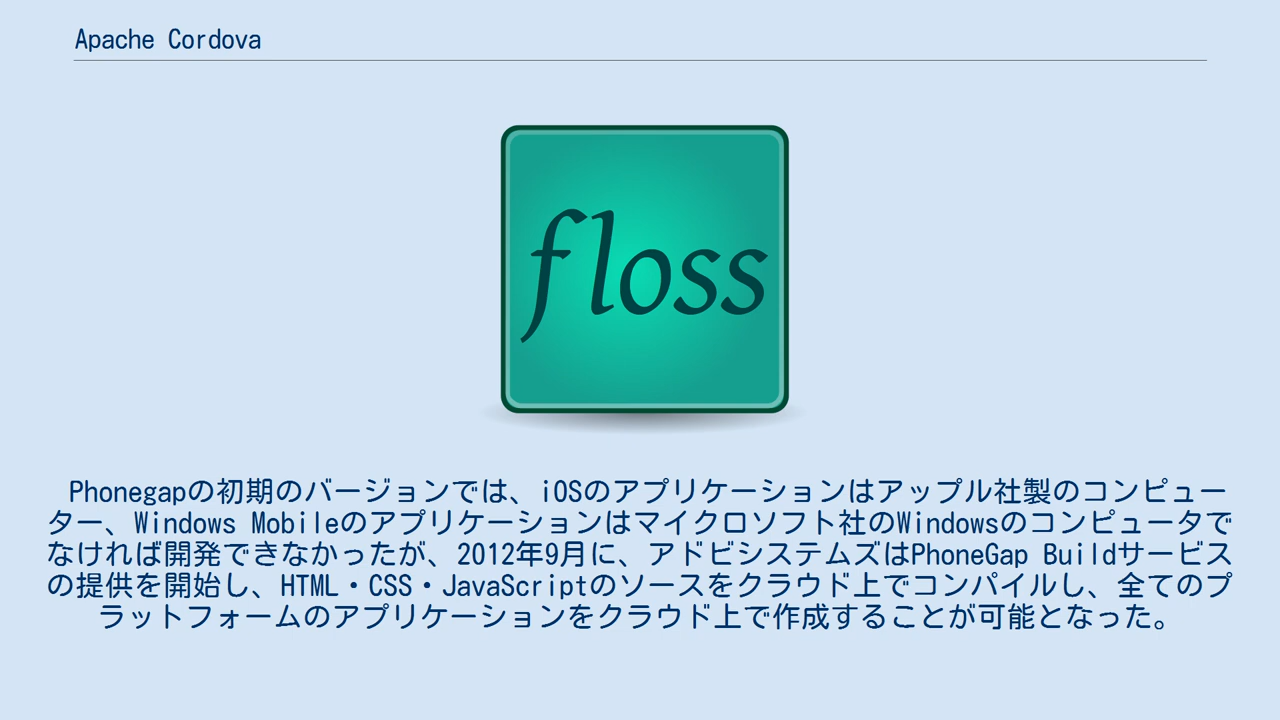 Apache Cordova
floss
Phonegapの初期のバージョンでは、iOSのアプリケーションはアップル社製のコンピュー
ター、Windows Mobileのアプリケーションはマイクロソフト社のWindowsのコンピュータで
なければ開発できなかったが、2012年9月に、アドビシステムズはPhoneGap Buildサービス
の提供を開始し、HTML・CSS・JavaScriptのソースをクラウド上でコンパイルし、全てのプ
ラットフォームのアプリケーションをクラウド上で作成することが可能となった。